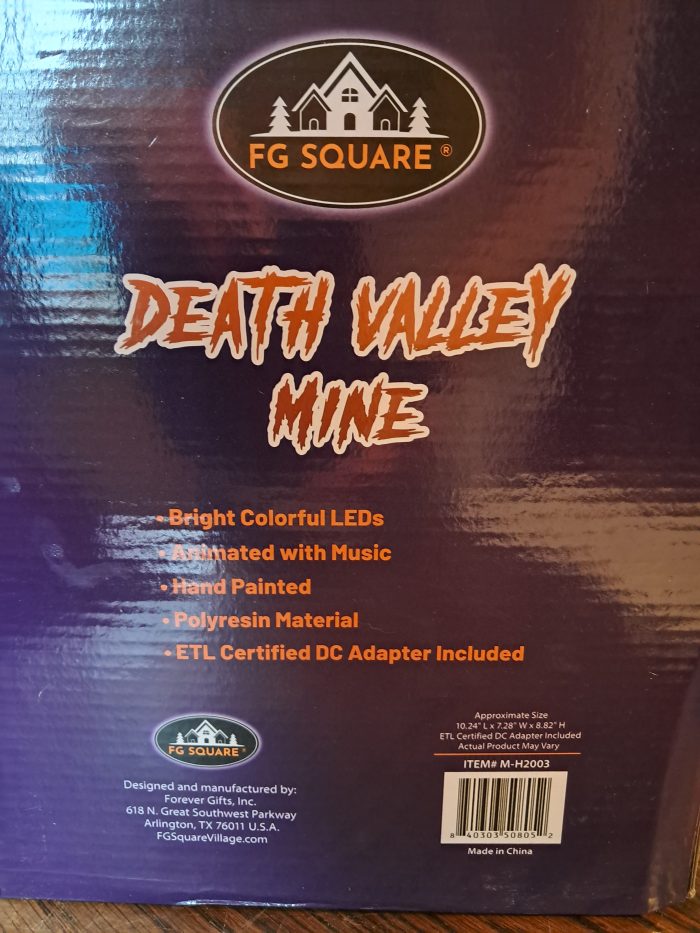 FG SQUARE ®
DEATH VALLEY
MINE
• Bright Colorful LEDs
• Animated with Music
• Hand Painted
• Polyresin Material
• ETL Certified DC Adapter Included
FG SQUARE ®
Designed and manufactured by:
Forever Gifts, Inc.
618 N. Great Southwest Parkway
Arlington, TX 76011 U.S.A.
FGSquareVillage.com
Approximate Size
10.24" L x 7.28" W x 8.82" H
ETL Certified DC Adapter Included
Actual Product May Vary
ITEM# M-H2003
8 40303 50805 2
Made in China